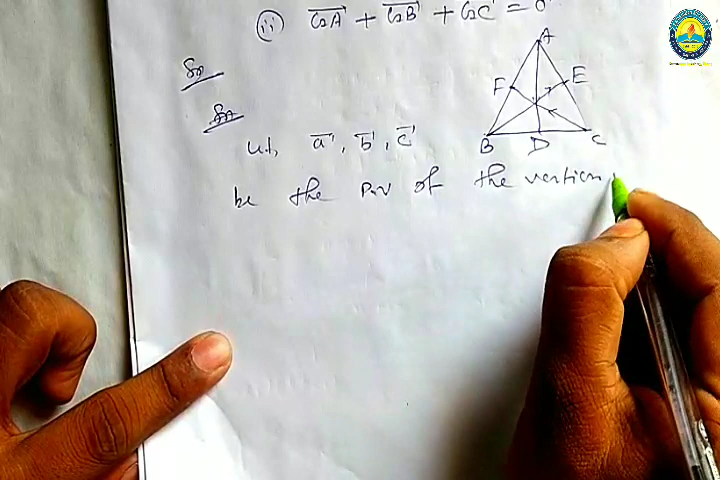 ii) GA + GB + GC = 0
Sol
Sol
A
F E
Let, a, b, c
B D C
be the P.V of the vertices